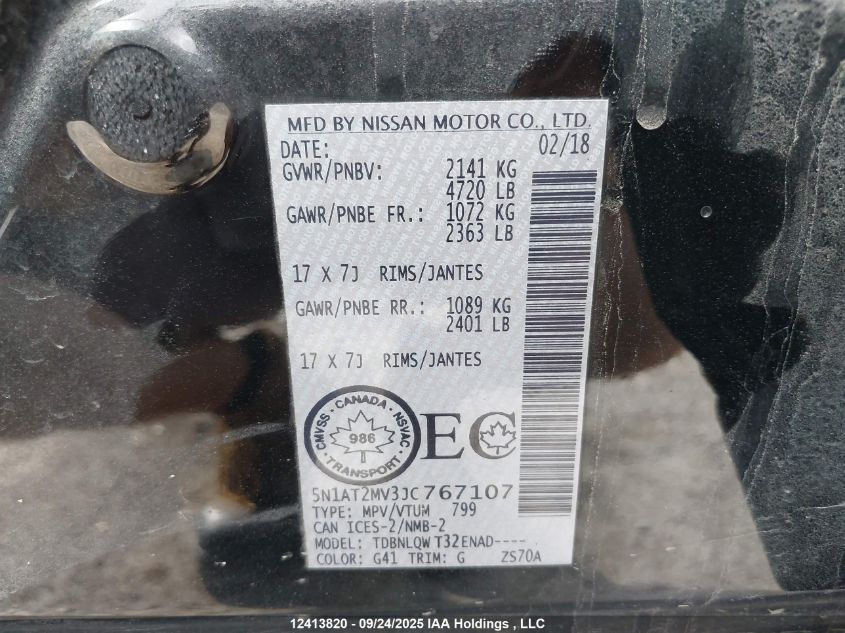 MFD BY NISSAN MOTOR CO., LTD.
DATE: 02/18
GVWR/PNBV: 2141 KG
4720 LB
GAWR/PNBE FR.: 1072 KG
2363 LB
17 X 7J RIMS/JANTES
GAWR/PNBE RR.: 1089 KG
2401 LB
17 X 7J RIMS/JANTES
CANADA
CMVSS NSVAC
986
TRANSPORT
EC
5N1AT2MV3JC767107
TYPE: MPV/VTUM 799
CAN ICES-2/NMB-2
MODEL: TDBNLQW T32ENAD----
COLOR: G41 TRIM: G ZS70A
12413820 - 09/24/2025 IAA Holdings , LLC